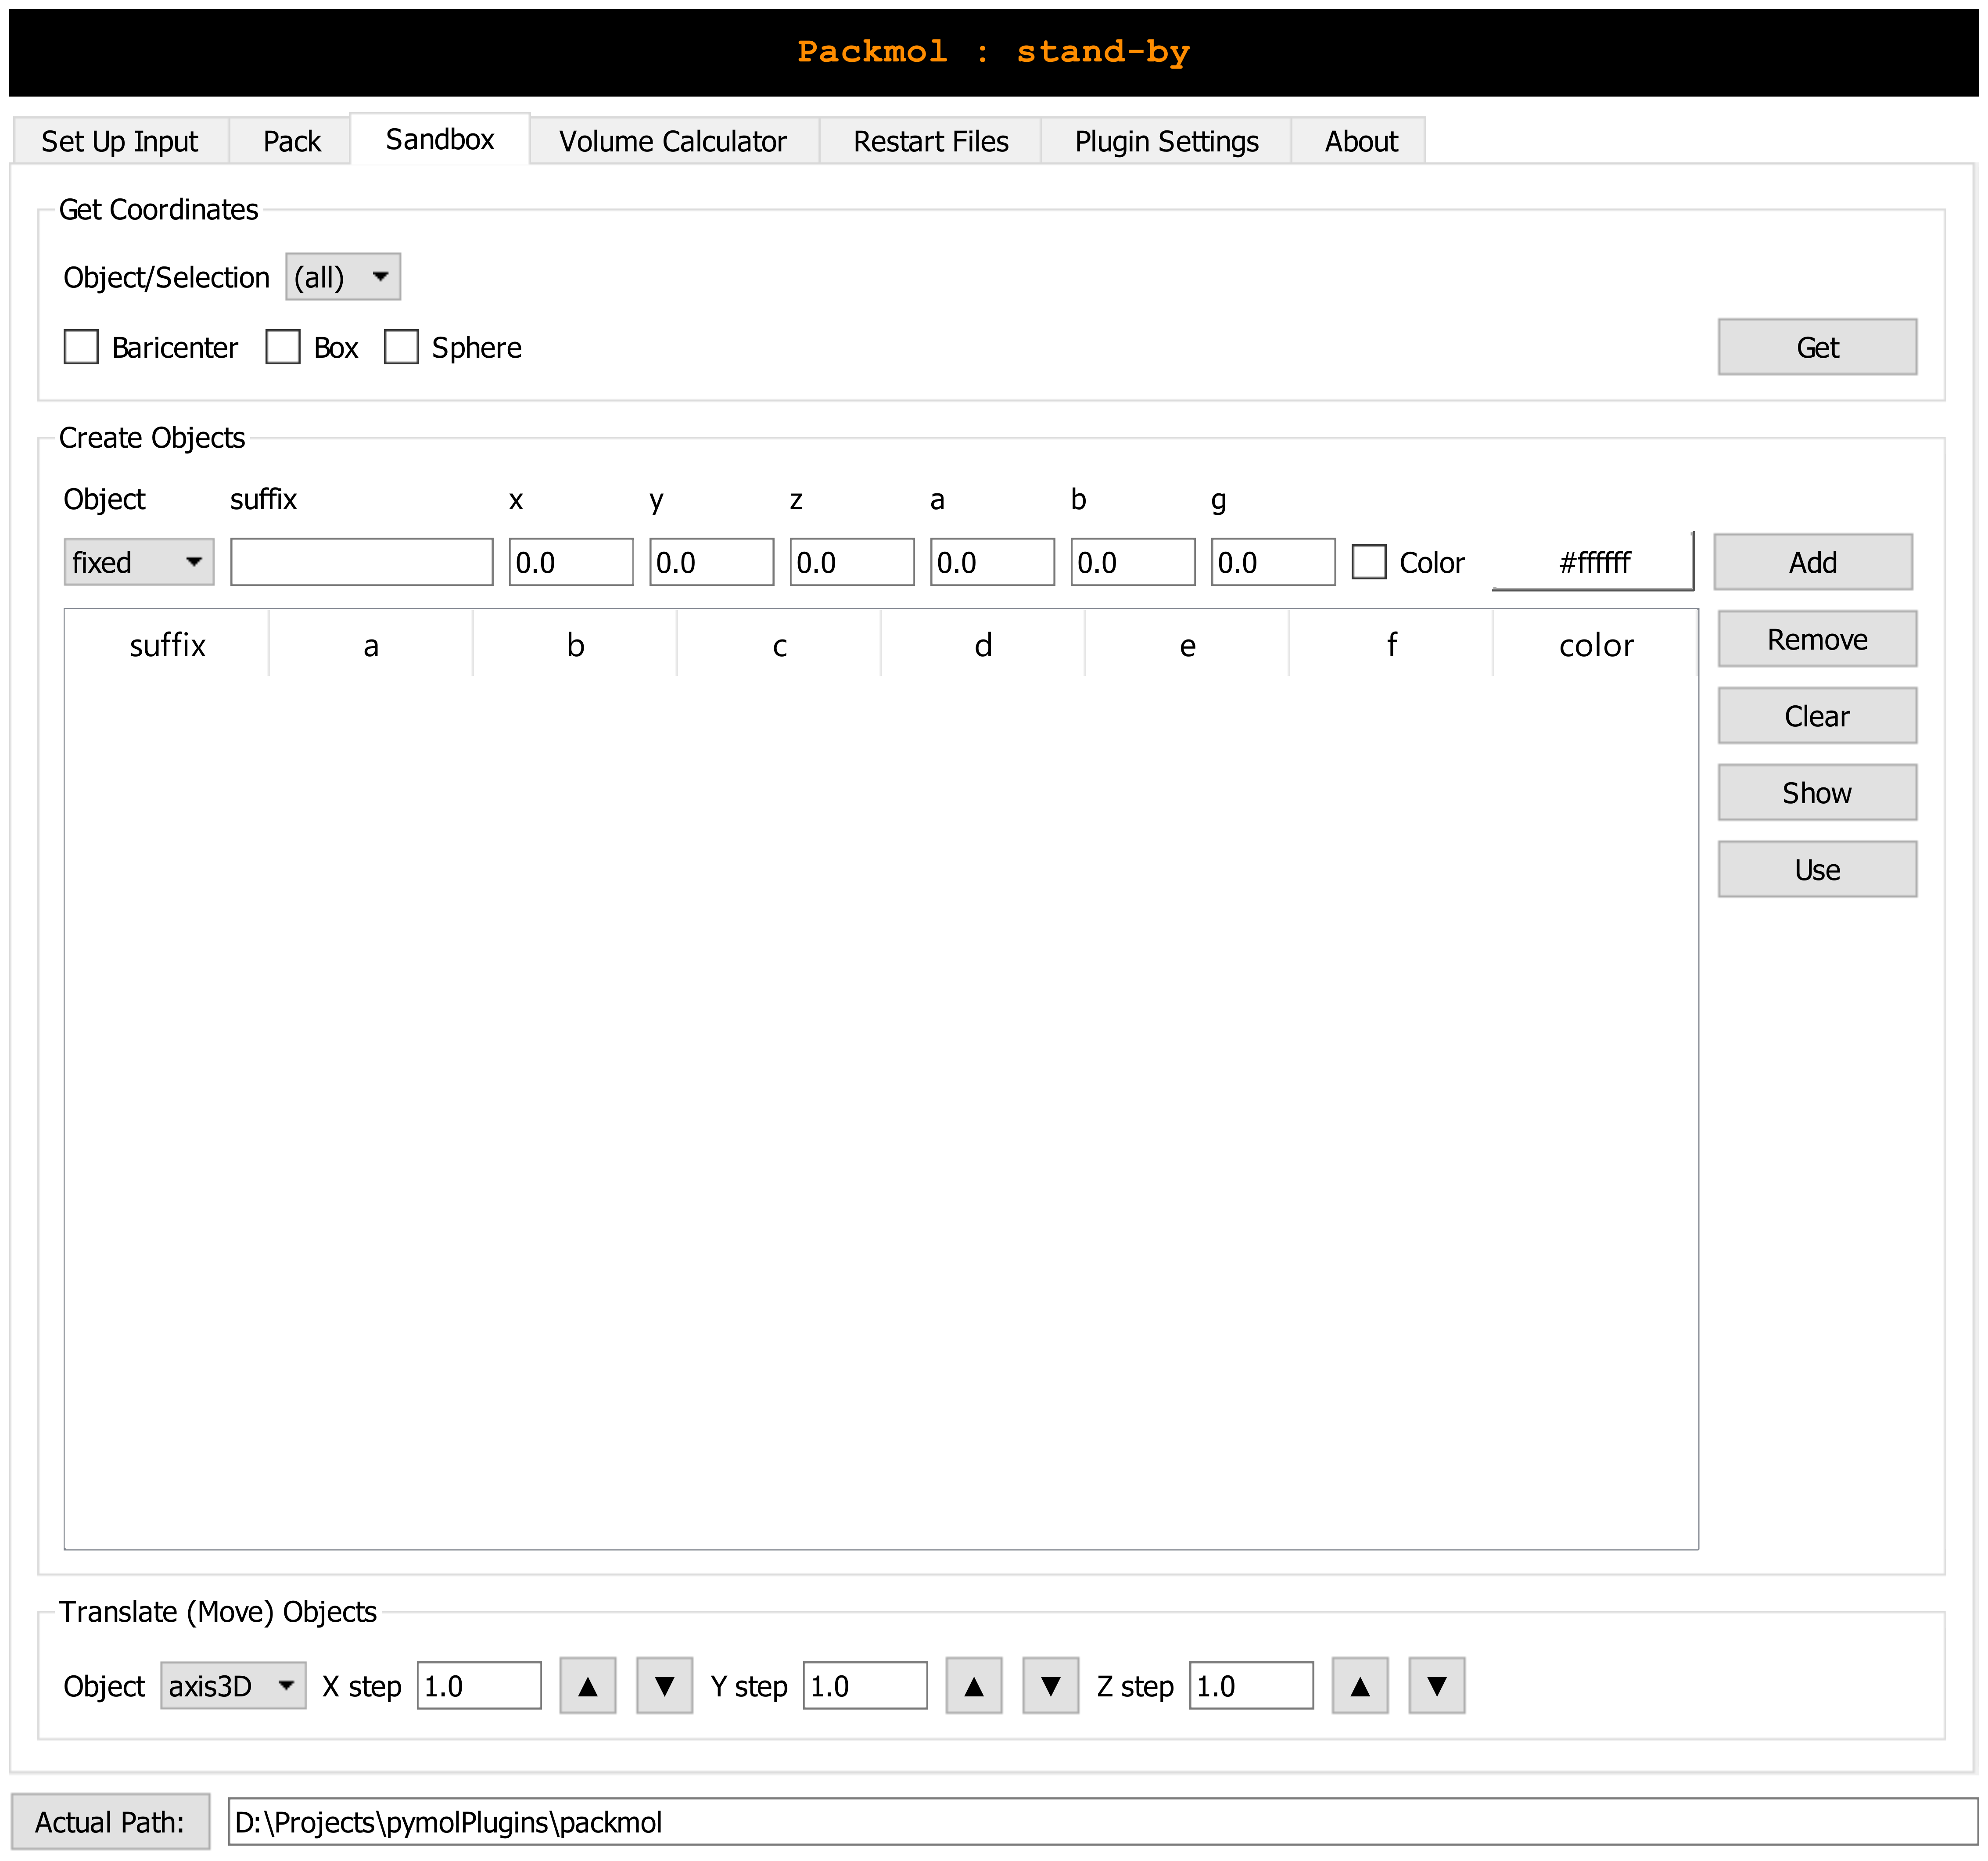 Packmol : stand-by
Set Up Input Pack Sandbox Volume Calculator Restart Files Plugin Settings About
Get Coordinates
Object/Selection (all)
Baricenter Box Sphere Get
Create Objects
Object suffix x y z a b g
fixed 0.0 0.0 0.0 0.0 0.0 0.0 Color #ffffff Add
suffix a b c d e f color Remove
Clear
Show
Use
Translate (Move) Objects
Object axis3D X step 1.0 ▲ ▼ Y step 1.0 ▲ ▼ Z step 1.0 ▲ ▼
Actual Path: D:\Projects\pymolPlugins\packmol